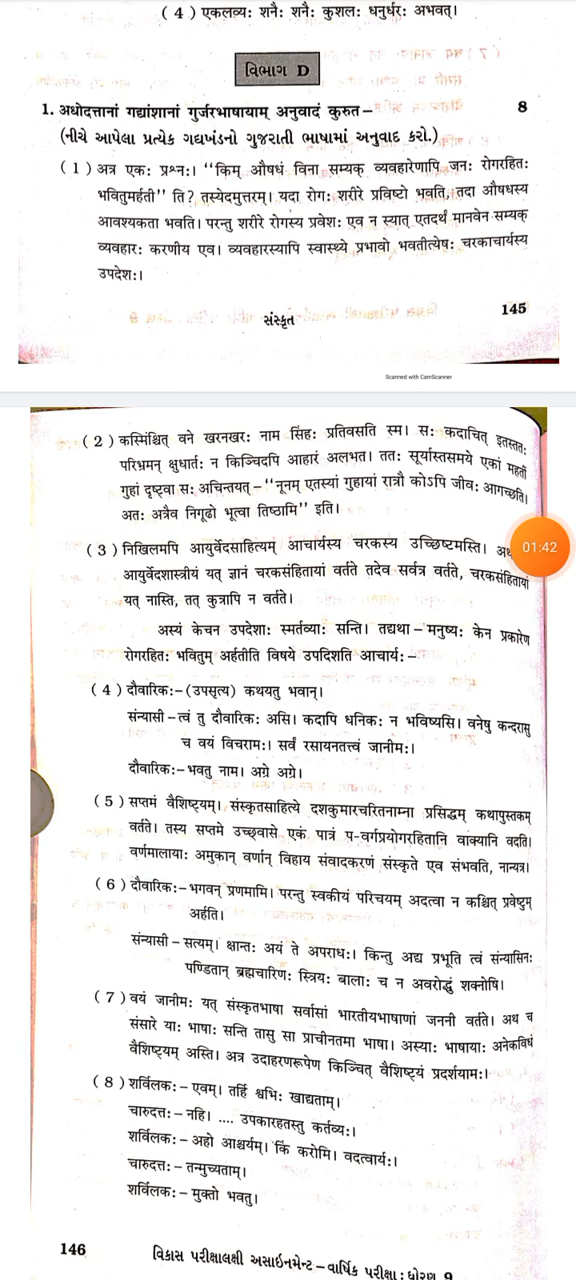 ( 4 ) एकलव्यः शनैः शनैः कुशलः धनुर्धरः अभवत्।
વિભાગ D
1. अधोदत्तानां गद्यांशानां गुर्जरभाषायाम् अनुवादं कुरुत – 8
(નીચે આપેલા પ્રત્યેક ગદ્યખંડનો ગુજરાતી ભાષામાં અનુવાદ કરો.)
( 1 ) अत्र एकः प्रश्नः। “किम् औषधं विना सम्यक् व्यवहारेणापि जनः रोगरहितः
भवितुमर्हती” ति? तस्येदमुत्तरम्। यदा रोगः शरीरे प्रविष्टो भवति, तदा औषधस्य
आवश्यकता भवति। परन्तु शरीरे रोगस्य प्रवेशः एव न स्यात् एतदर्थं मानवेन सम्यक्
व्यवहारः करणीय एव। व्यवहारस्यापि स्वास्थ्ये प्रभावो भवतीत्येषः चरकाचार्यस्य
उपदेशः।
સંસ્કૃત
145
Scanned with CamScanner
( 2 ) कस्मिंश्चित् वने खरनखरः नाम सिंहः प्रतिवसति स्म। सः कदाचित् इतस्ततः
परिभ्रमन् क्षुधार्तः न किञ्चिदपि आहारं अलभत। ततः सूर्यास्तसमये एकां महतीं
गुहां दृष्ट्वा सः अचिन्तयत् – “नूनम् एतस्यां गुहायां रात्रौ कोऽपि जीवः आगच्छति।
अतः अत्रैव निगूढो भूत्वा तिष्ठामि” इति।
( 3 ) निखिलमपि आयुर्वेदसाहित्यम् आचार्यस्य चरकस्य उच्छिष्टमस्ति।
01:42
आयुर्वेदशास्त्रीयं यत् ज्ञानं चरकसंहितायां वर्तते तदेव सर्वत्र वर्तते, चरकसंहितायां
यत् नास्ति, तत् कुत्रापि न वर्तते।
अस्यं केचन उपदेशाः स्मर्तव्याः सन्ति। तद्यथा – मनुष्यः केन प्रकारेण
रोगरहितः भवितुम् अर्हतीति विषये उपदिशति आचार्यः –
( 4 ) दौवारिकः – (उपसृत्य) कथयतु भवान्।
संन्यासी – त्वं तु दौवारिकः असि। कदापि धनिकः न भविष्यसि। वनेषु कन्दरासु
च वयं विचरामः। सर्वं रसायनतत्त्वं जानीमः।
दौवारिकः – भवतु नाम। अग्रे अग्रे।
( 5 ) सप्तमं वैशिष्ट्यम्। संस्कृतसाहित्ये दशकुमारचरितनाम्ना प्रसिद्धम् कथापुस्तकम्
वर्तते। तस्य सप्तमे उच्छ्वासे एकं पात्रं प-वर्गप्रयोगरहितानि वाक्यानि वदति।
वर्णमालायाः अमुकान् वर्णान् विहाय संवादकरणं संस्कृते एव संभवति, नान्यत्र।
( 6 ) दौवारिकः – भगवन् प्रणमामि। परन्तु स्वकीयं परिचयम् अदत्वा न कश्चित् प्रवेष्टुम्
अर्हति।
संन्यासी – सत्यम्। क्षान्तः अयं ते अपराधः। किन्तु अद्य प्रभृति त्वं संन्यासिनः
पण्डितान् ब्रह्मचारिणः स्त्रियः बालाः च न अवरोद्धुं शक्नोषि।
( 7 ) वयं जानीमः यत् संस्कृतभाषा सर्वासां भारतीयभाषाणां जननी वर्तते। अथ च
संसारे याः भाषाः सन्ति तासु सा प्राचीनतमा भाषा। अस्याः भाषायाः अनेकविधं
वैशिष्ट्यम् अस्ति। अत्र उदाहरणरूपेण किञ्चित् वैशिष्ट्यं प्रदर्शयामः।
( 8 ) शर्विलकः – एवम्। तर्हि श्वभिः खाद्यताम्।
चारुदत्तः – नहि। .... उपकारहतस्तु कर्तव्यः।
शर्विलकः – अहो आश्चर्यम्। किं करोमि। वदत्वार्यः।
चारुदत्तः – तन्मुच्यताम्।
शर्विलकः – मुक्तो भवतु।
146
વિકાસ પરીક્ષાલક્ષી અસાઇનમેન્ટ – વાર્ષિક પરીક્ષા : ધોરણ 9